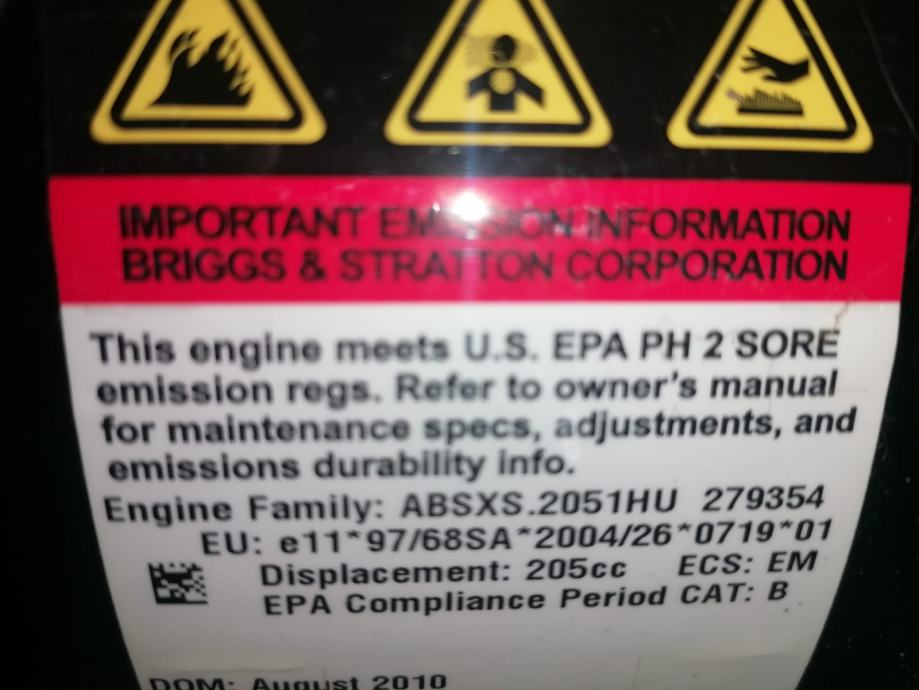 IMPORTANT EMISSION INFORMATION
BRIGGS & STRATTON CORPORATION
This engine meets U.S. EPA PH 2 SORE
emission regs. Refer to owner's manual
for maintenance specs, adjustments, and
emissions durability info.
Engine Family: ABSXS.2051HU 279354
EU: e11*97/68SA*2004/26*0719*01
Displacement: 205cc ECS: EM
EPA Compliance Period CAT: B
DOM: August 2010